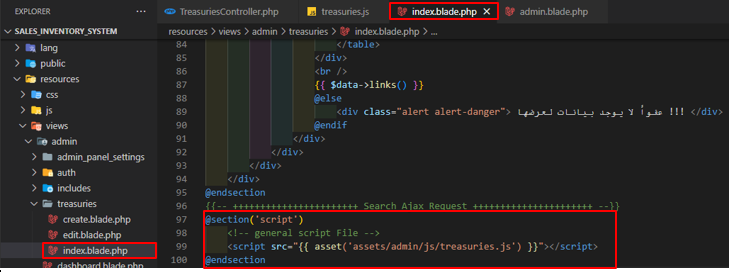 EXPLORER
SALES_INVENTORY_SYSTEM
lang
public
resources
css
js
views
admin
admin_panel_settings
auth
includes
treasuries
create.blade.php
edit.blade.php
index.blade.php
dashboard.blade.php
TreasuriesController.php
treasuries.js
index.blade.php
admin.blade.php
resources > views > admin > treasuries > index.blade.php > ...
84 </table>
85 </div>
86 <br />
87 {{ $data->links() }}
88 @else
89 <div class="alert alert-danger"> عفواً لا يوجد بيانات لعرضها !!! </div>
90 @endif
91 </div>
92 </div>
93 </div>
94 </div>
95 @endsection
96 {{-- +++++++++++++++++++++++ Search Ajax Request ++++++++++++++++++++++ --}}
97 @section('script')
98 <!-- general script File -->
99 <script src="{{ asset('assets/admin/js/treasuries.js') }}"></script>
100 @endsection